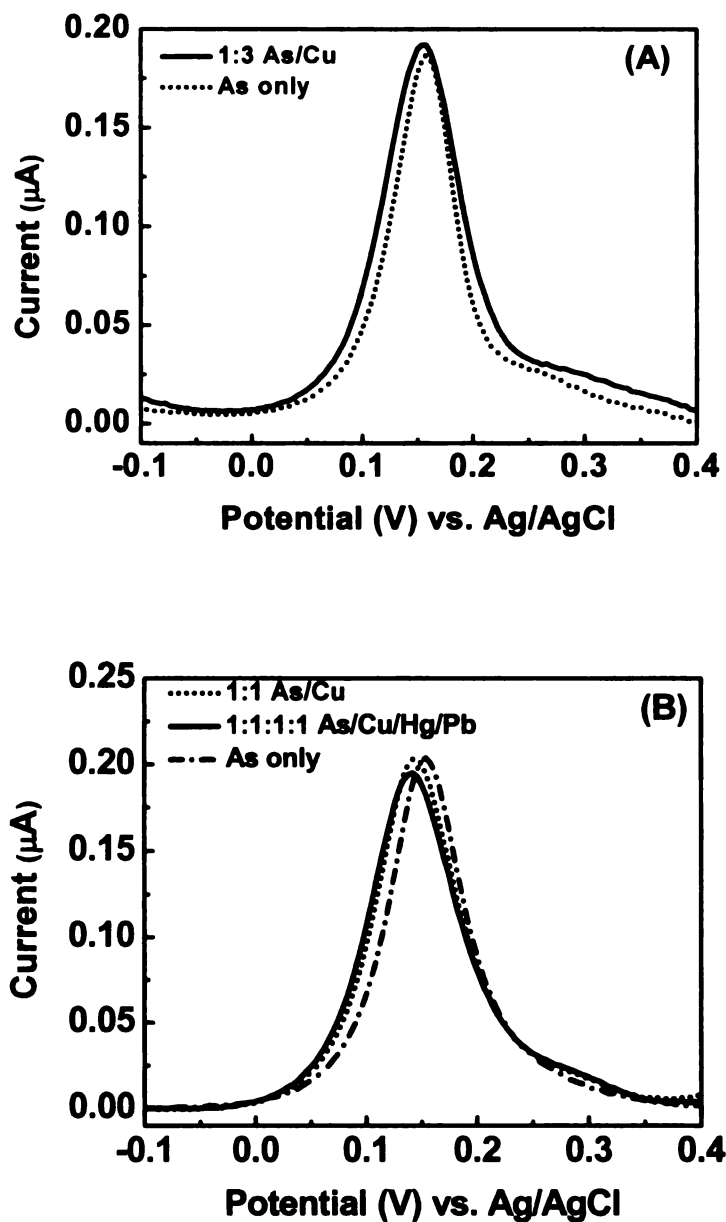 0.20
1:3 As/Cu
As only
(A)
0.15
0.10
0.05
0.00
Current (µA)
-0.1 0.0 0.1 0.2 0.3 0.4
Potential (V) vs. Ag/AgCl
0.25
1:1 As/Cu
1:1:1:1 As/Cu/Hg/Pb
As only
(B)
0.20
0.15
0.10
0.05
0.00
Current (µA)
-0.1 0.0 0.1 0.2 0.3 0.4
Potential (V) vs. Ag/AgCl